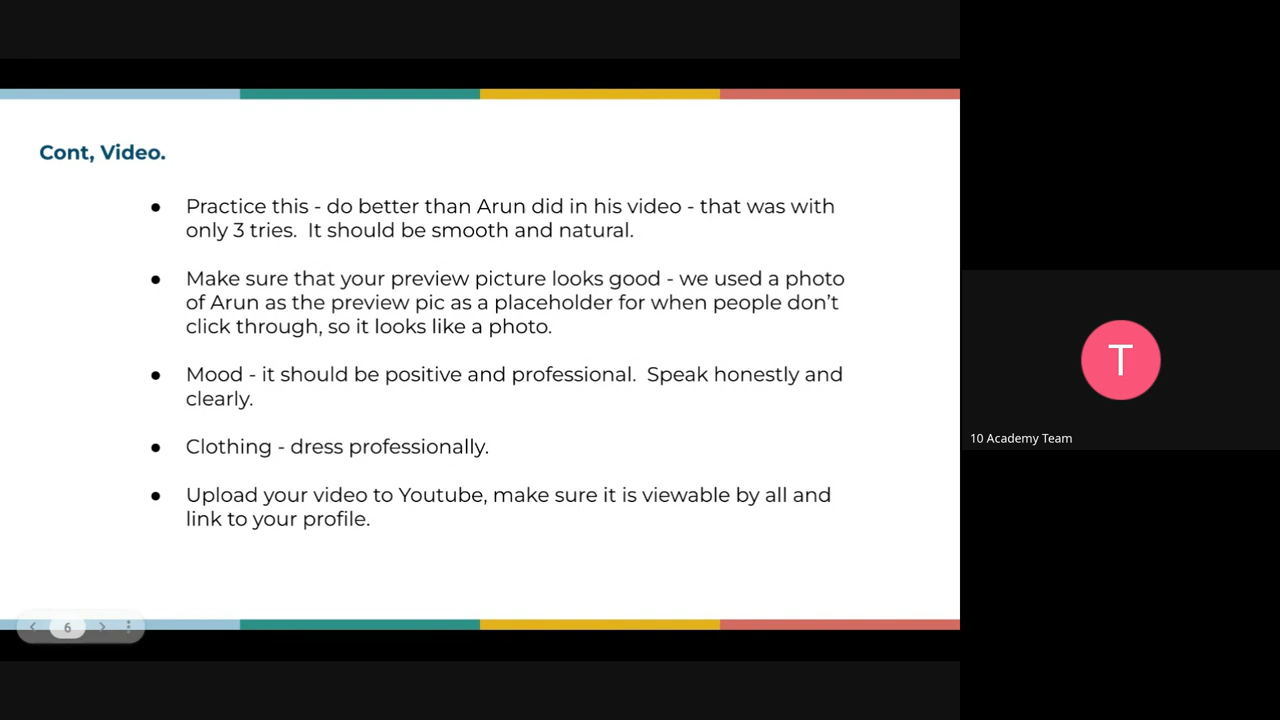 Cont, Video.
● Practice this - do better than Arun did in his video - that was with
only 3 tries.  It should be smooth and natural.
● Make sure that your preview picture looks good - we used a photo
of Arun as the preview pic as a placeholder for when people don’t
click through, so it looks like a photo.
● Mood - it should be positive and professional.  Speak honestly and
clearly.
● Clothing - dress professionally.
● Upload your video to Youtube, make sure it is viewable by all and
link to your profile.
6
T
10 Academy Team